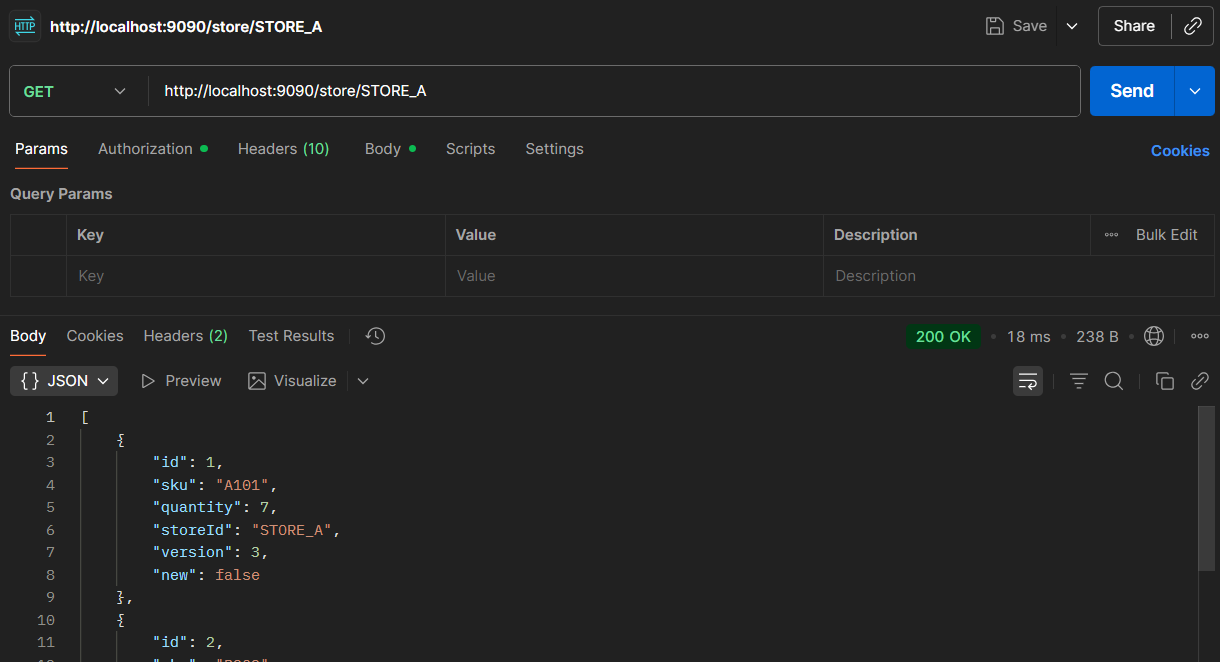 HTTP http://localhost:9090/store/STORE_A Save Share
GET http://localhost:9090/store/STORE_A Send
Params Authorization Headers (10) Body Scripts Settings Cookies
Query Params
Key Value Description Bulk Edit
Key Value Description
Body Cookies Headers (2) Test Results 200 OK 18 ms 238 B
{} JSON Preview Visualize
1 [
2 {
3 "id": 1,
4 "sku": "A101",
5 "quantity": 7,
6 "storeId": "STORE_A",
7 "version": 3,
8 "new": false
9 },
10 {
11 "id": 2,